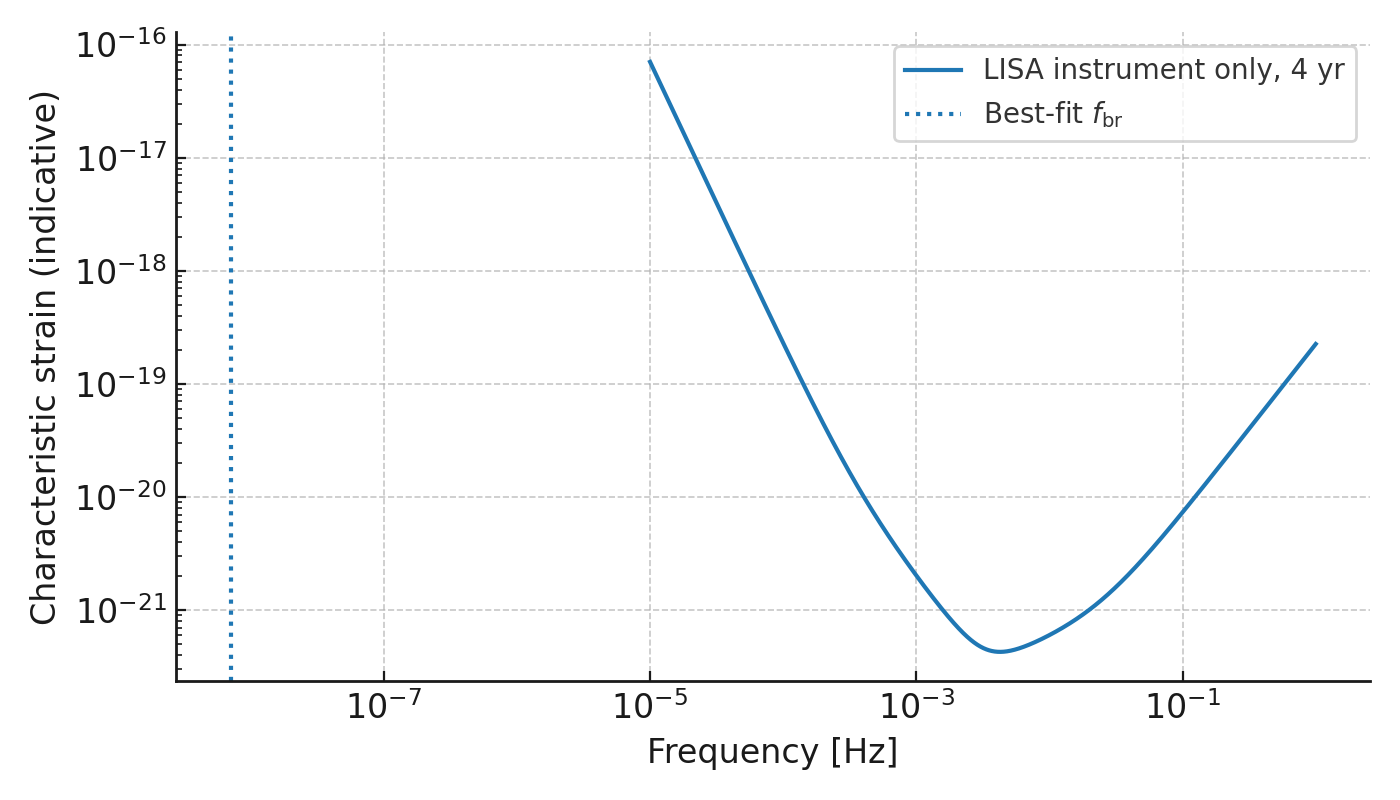 10⁻¹⁶
10⁻¹⁷
10⁻¹⁸
10⁻¹⁹
10⁻²⁰
10⁻²¹
Characteristic strain (indicative)
LISA instrument only, 4 yr
Best-fit f_br
10⁻⁷
10⁻⁵
10⁻³
10⁻¹
Frequency [Hz]